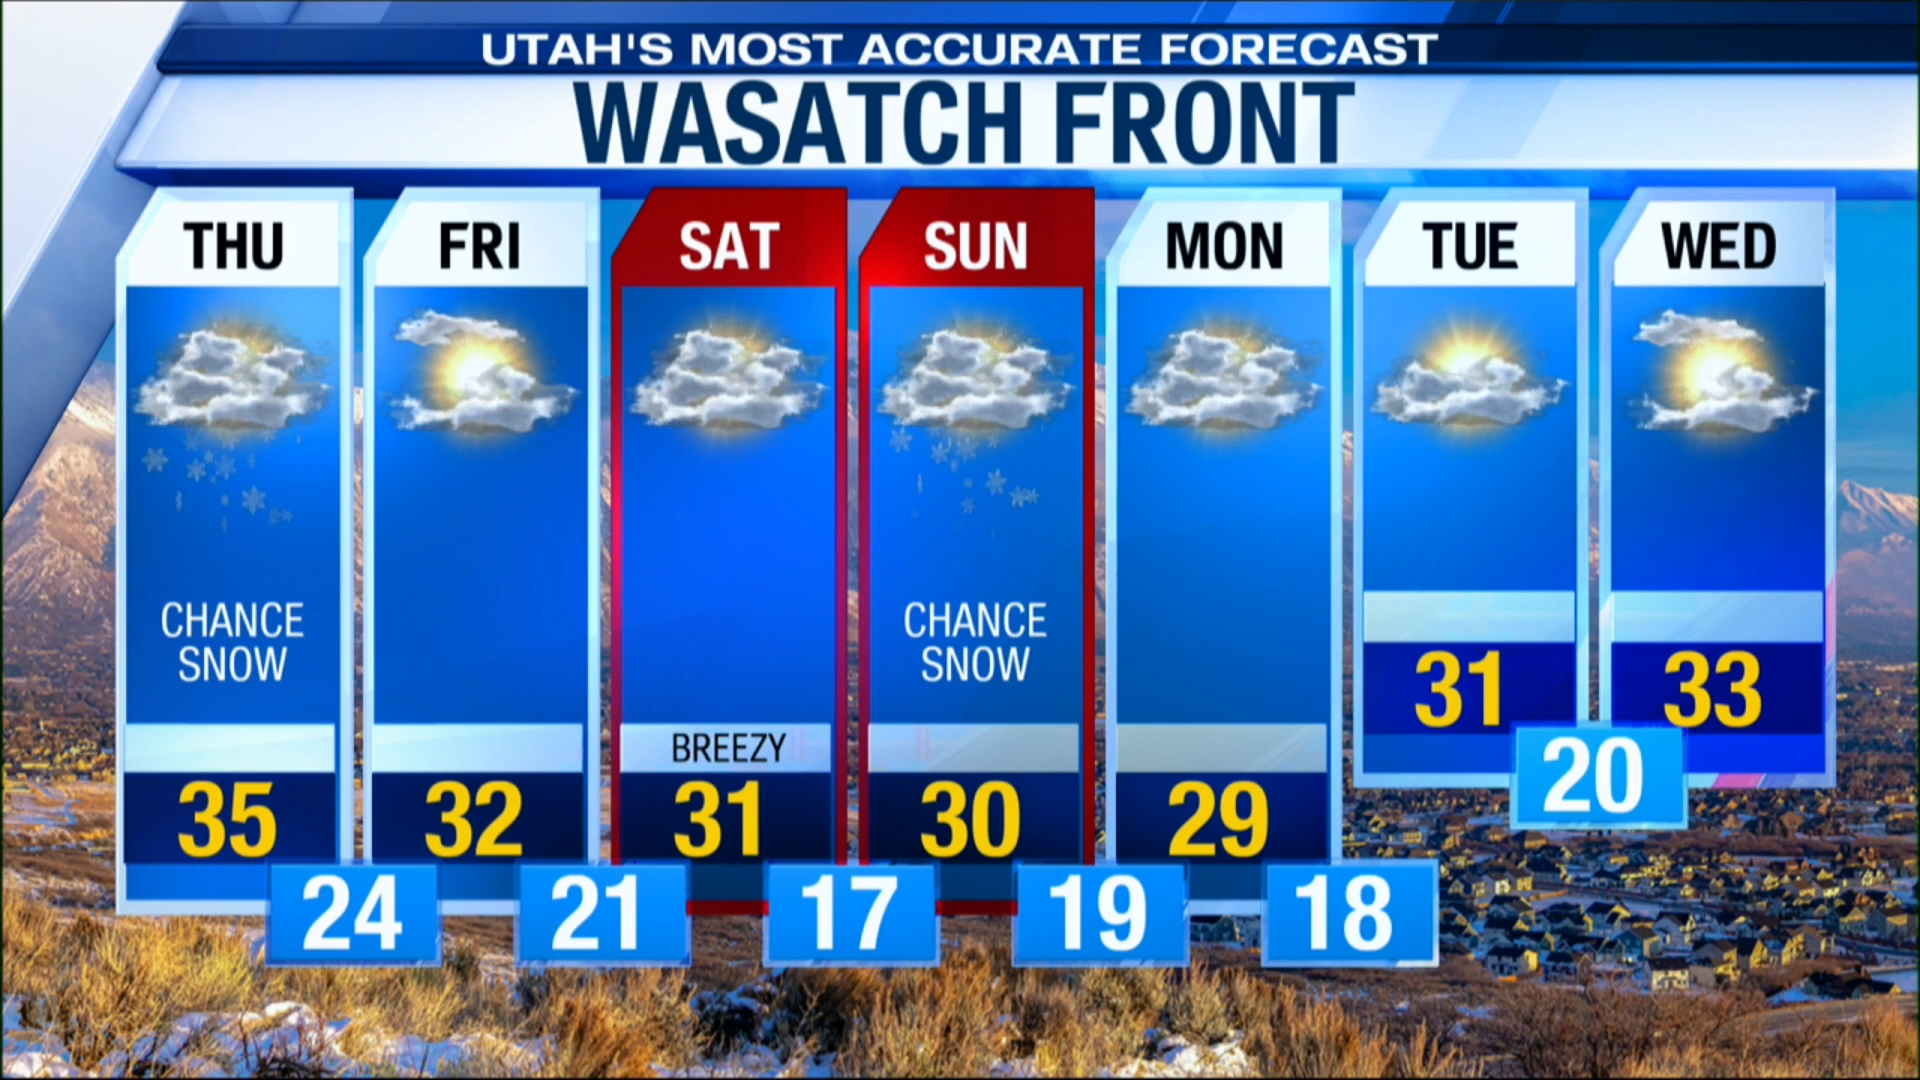 UTAH'S MOST ACCURATE FORECAST
WASATCH FRONT
THU FRI SAT SUN MON TUE WED
CHANCE
SNOW
CHANCE
SNOW
BREEZY
35 32 31 30 29 31 33
24 21 17 19 18 20